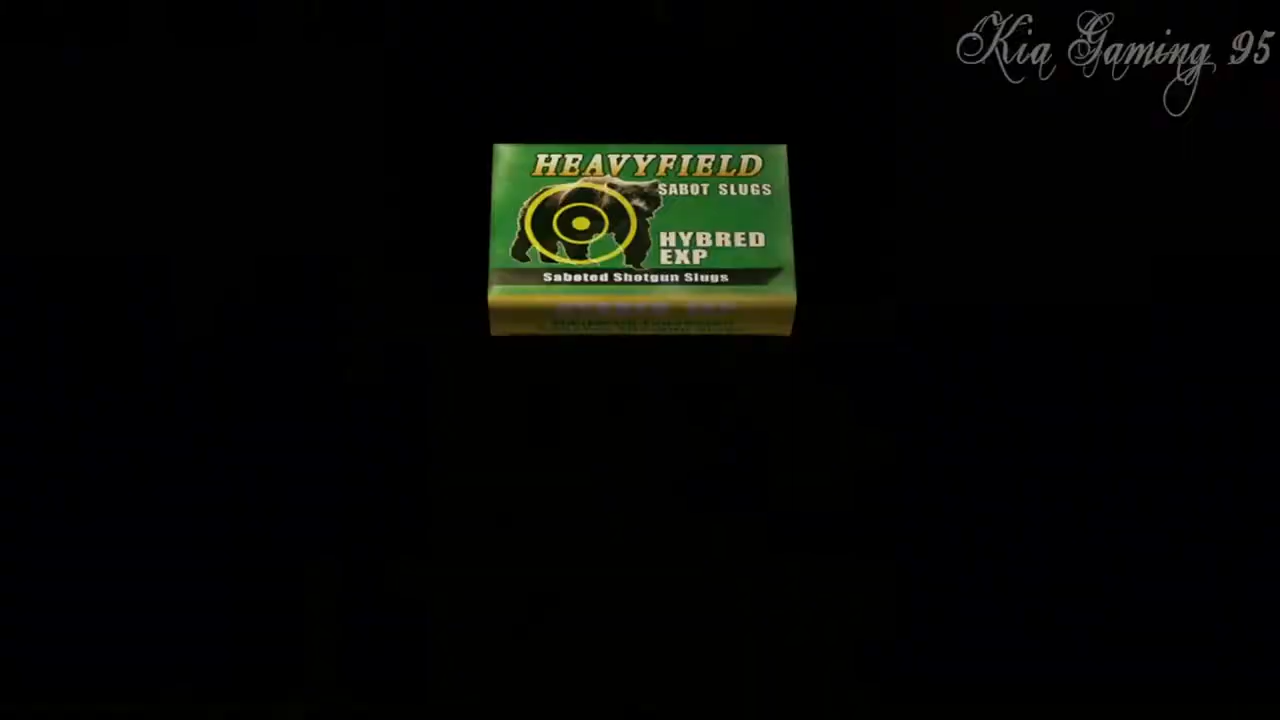 Kia Gaming 95
HEAVYFIELD
SABOT SLUGS
HYBRED
EXP
Saboted Shotgun Slugs